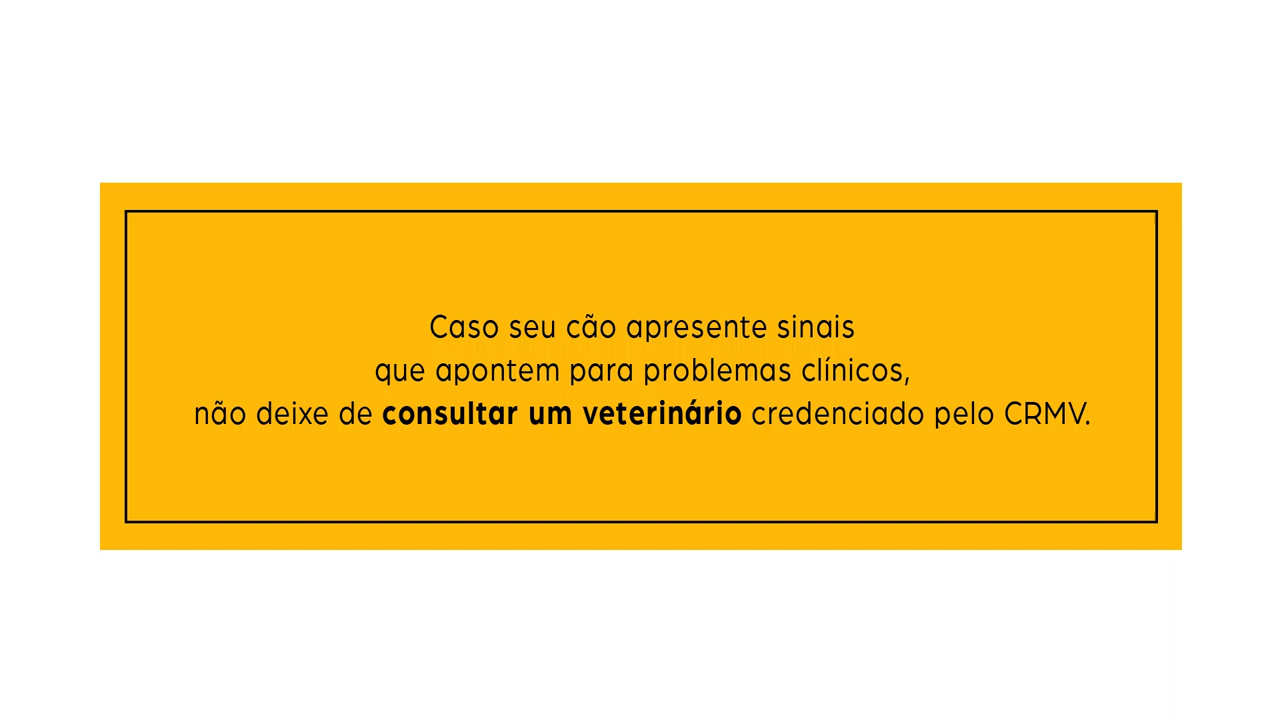 Caso seu cão apresente sinais
que apontem para problemas clínicos,
não deixe de consultar um veterinário credenciado pelo CRMV.